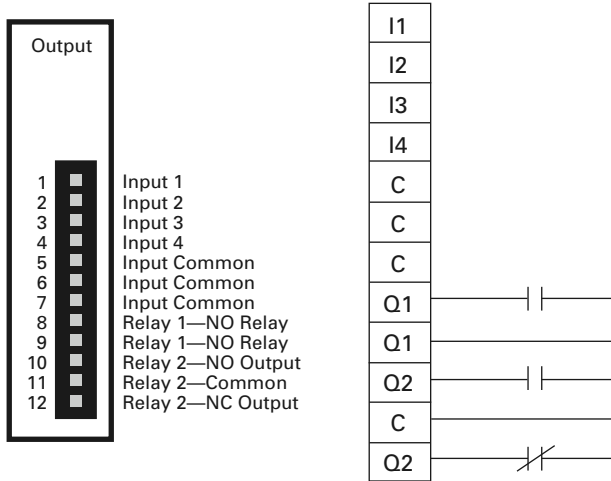 Output
1 Input 1
2 Input 2
3 Input 3
4 Input 4
5 Input Common
6 Input Common
7 Input Common
8 Relay 1—NO Relay
9 Relay 1—NO Relay
10 Relay 2—NO Output
11 Relay 2—Common
12 Relay 2—NC Output
I1
I2
I3
I4
C
C
C
Q1
Q1
Q2
C
Q2